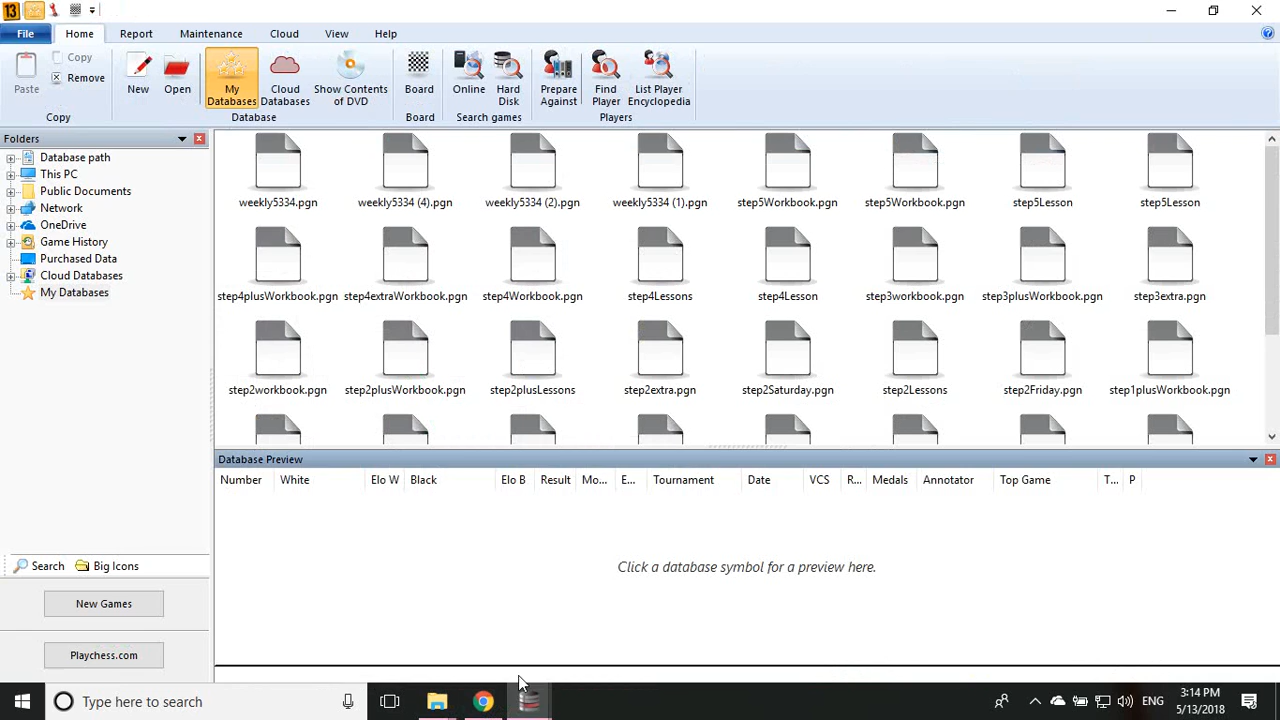 13
File Home Report Maintenance Cloud View Help
Paste Copy Remove New Open My Databases Cloud Databases Show Contents of DVD Board Online Hard Disk Prepare Against Find Player List Player Encyclopedia
Copy Database Board Search games Players
Folders
Database path
This PC
Public Documents
Network
OneDrive
Game History
Purchased Data
Cloud Databases
My Databases
Search Big Icons
New Games
Playchess.com
weekly5334.pgn weekly5334 (4).pgn weekly5334 (2).pgn weekly5334 (1).pgn step5Workbook.pgn step5Workbook.pgn step5Lesson step5Lesson
step4plusWorkbook.pgn step4extraWorkbook.pgn step4Workbook.pgn step4Lessons step4Lesson step3workbook.pgn step3plusWorkbook.pgn step3extra.pgn
step2workbook.pgn step2plusWorkbook.pgn step2plusLessons step2extra.pgn step2Saturday.pgn step2Lessons step2Friday.pgn step1plusWorkbook.pgn
Database Preview
Number White Elo W Black Elo B Result Mo... E... Tournament Date VCS R... Medals Annotator Top Game T... P
Click a database symbol for a preview here.
Type here to search
ENG
3:14 PM
5/13/2018